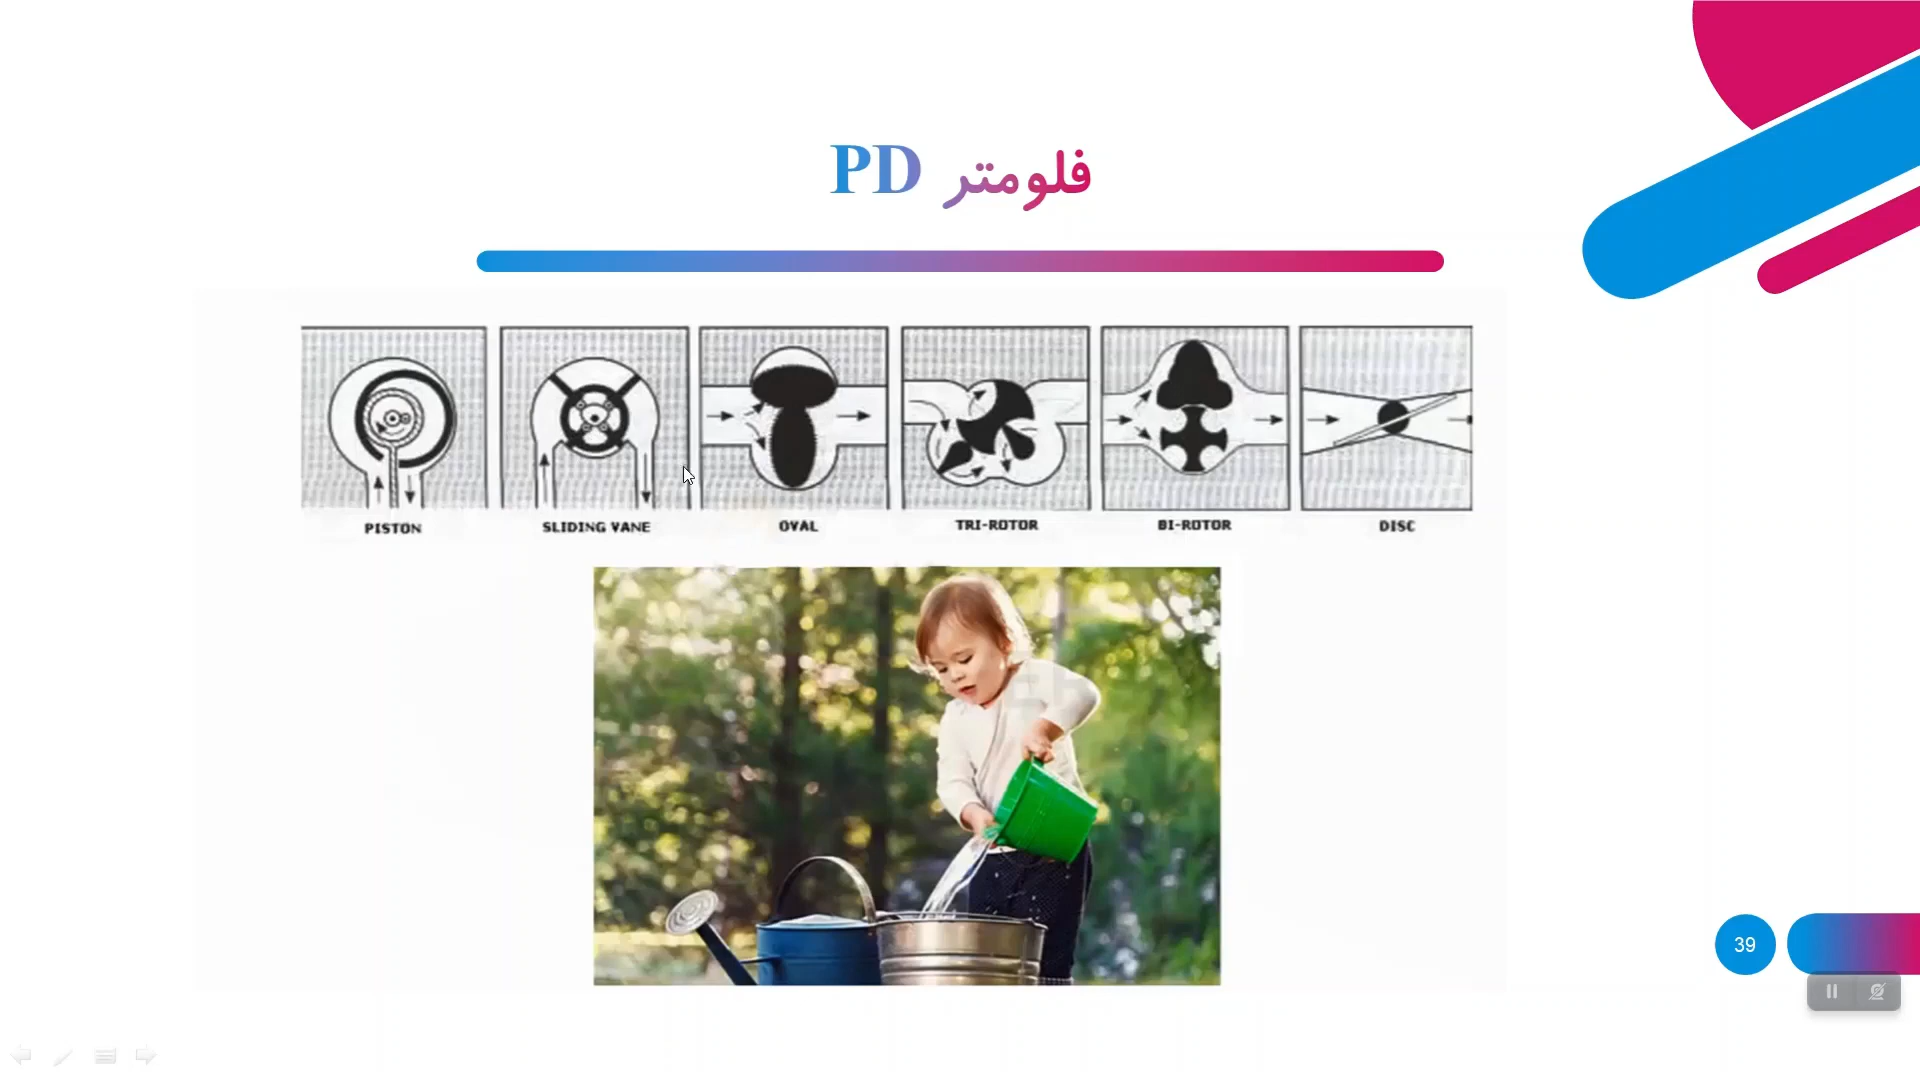 فلومتر PD
PISTON
SLIDING VANE
OVAL
TRI-ROTOR
BI-ROTOR
DISC
39